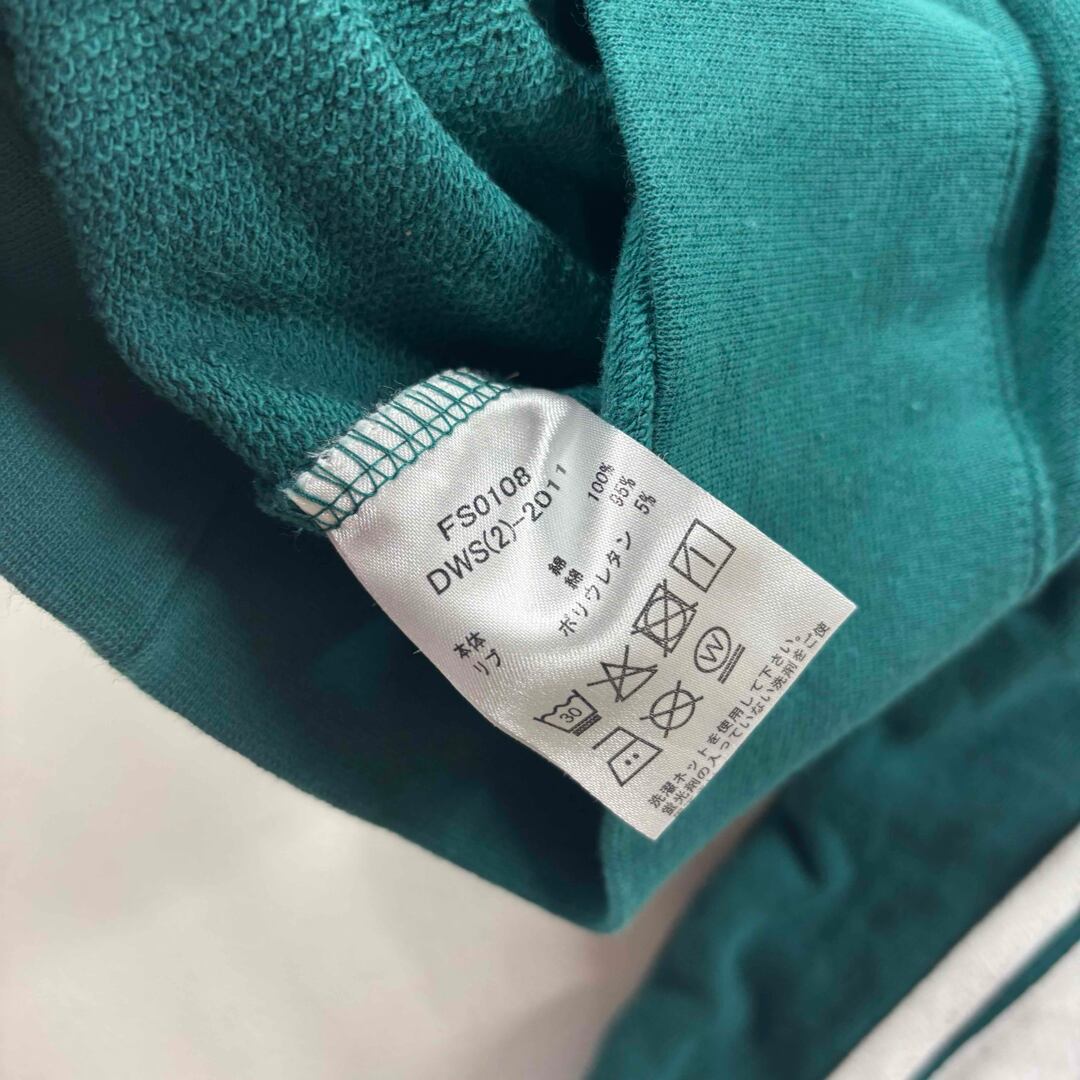 FS0108
DWS(2)-2011
本体 綿 100%
リブ 綿 95%
ポリウレタン 5%
30
W
洗濯ネットを使用して下さい。
蛍光剤の入っていない洗剤をご使